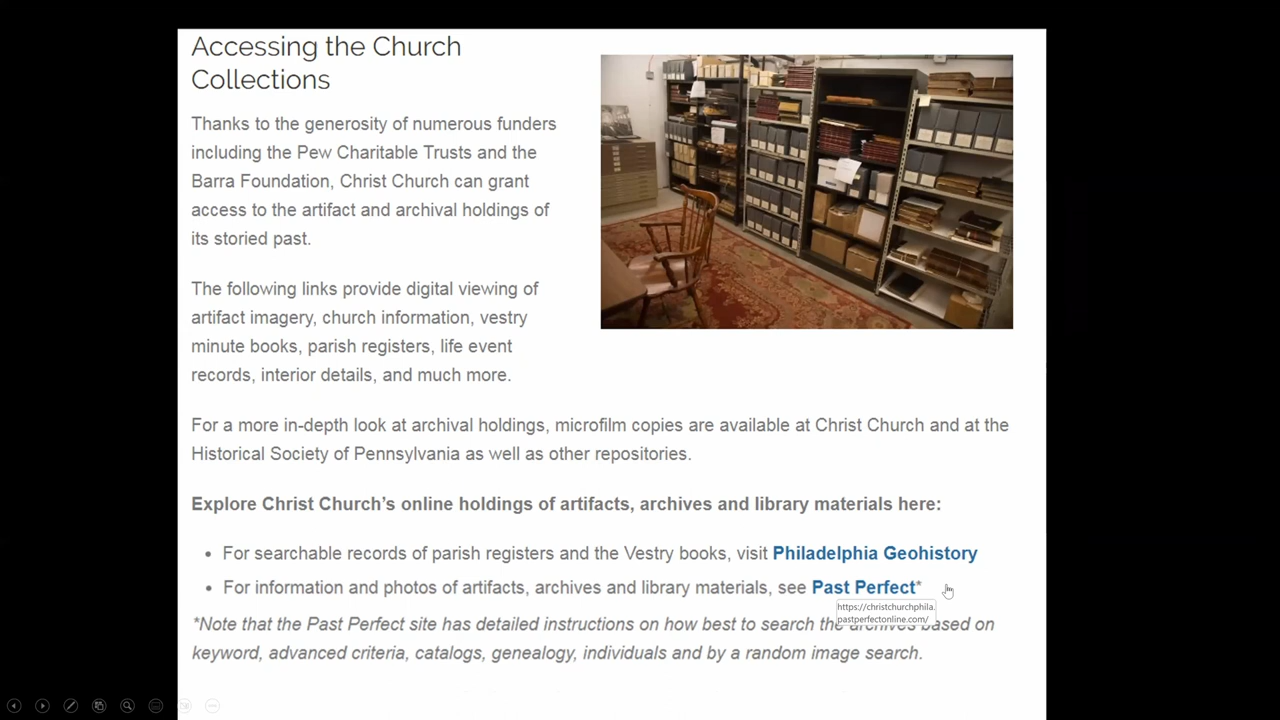 Accessing the Church
Collections
Thanks to the generosity of numerous funders
including the Pew Charitable Trusts and the
Barra Foundation, Christ Church can grant
access to the artifact and archival holdings of
its storied past.
The following links provide digital viewing of
artifact imagery, church information, vestry
minute books, parish registers, life event
records, interior details, and much more.
For a more in-depth look at archival holdings, microfilm copies are available at Christ Church and at the
Historical Society of Pennsylvania as well as other repositories.
Explore Christ Church’s online holdings of artifacts, archives and library materials here:
• For searchable records of parish registers and the Vestry books, visit Philadelphia Geohistory
• For information and photos of artifacts, archives and library materials, see Past Perfect*
https://christchurchphila.
pastperfectonline.com/
*Note that the Past Perfect site has detailed instructions on how best to search the archives based on
keyword, advanced criteria, catalogs, genealogy, individuals and by a random image search.